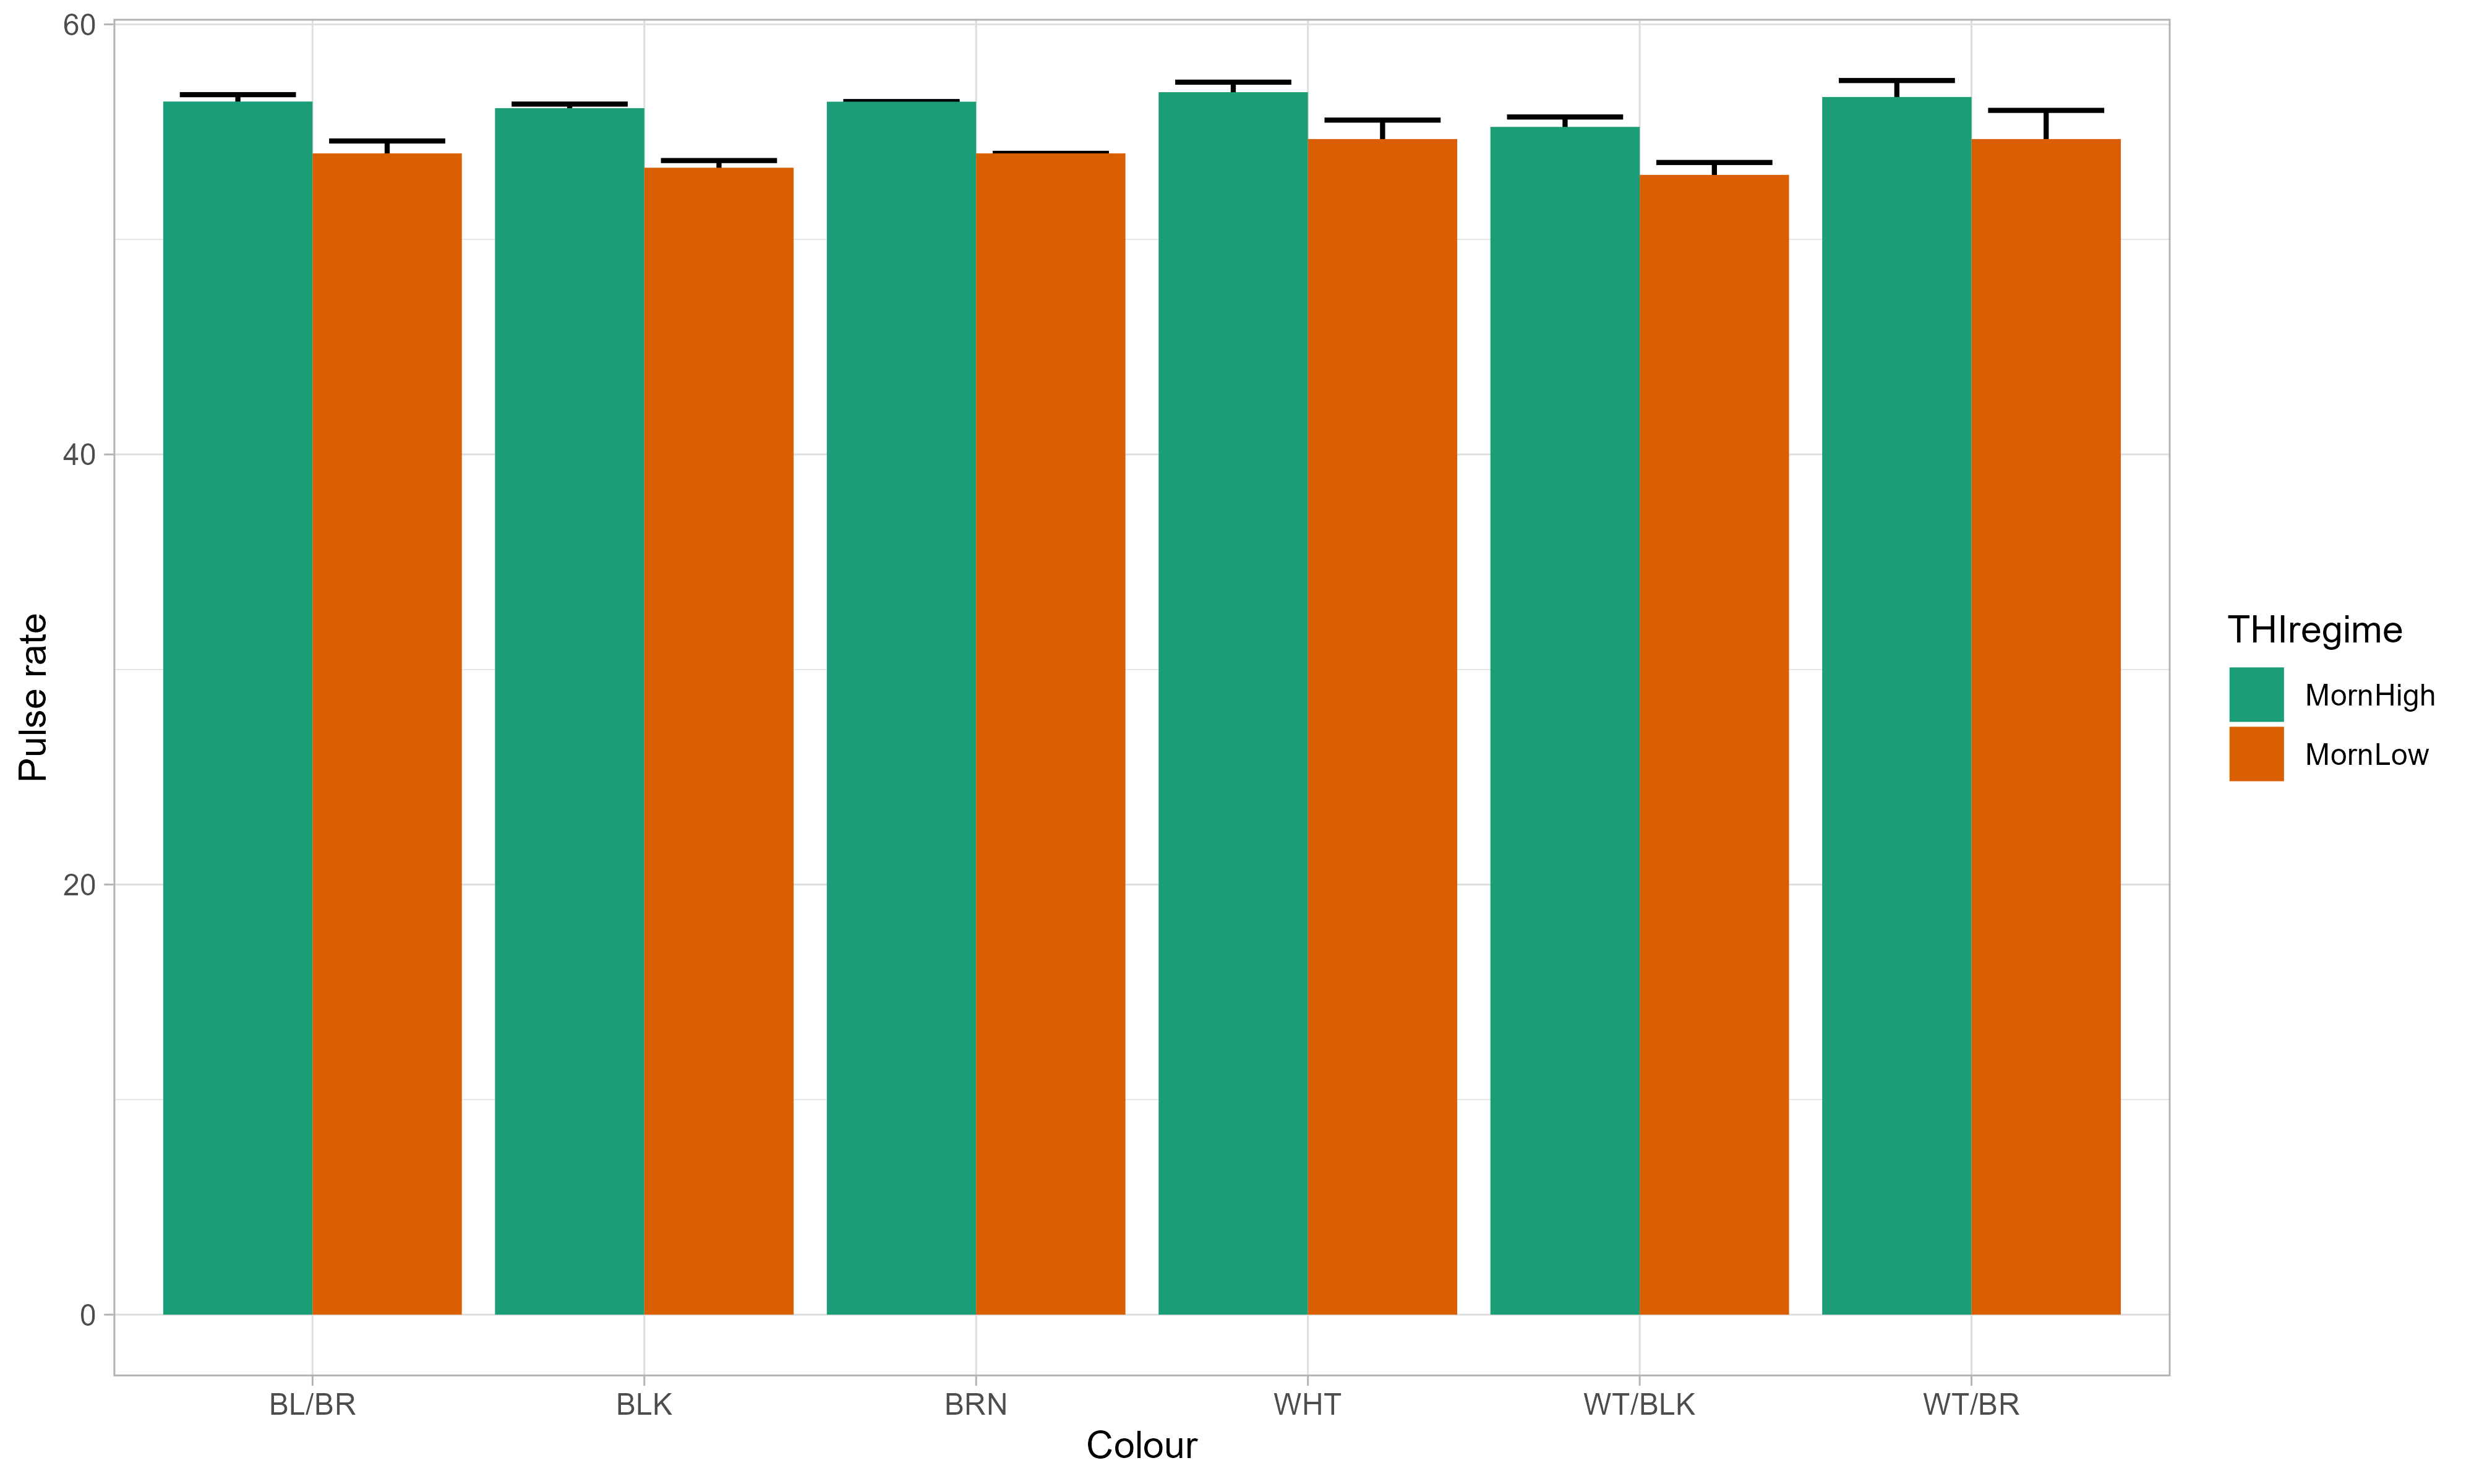 60
40
20
0
Pulse rate
BL/BR
BLK
BRN
WHT
WT/BLK
WT/BR
Colour
THIregime
MornHigh
MornLow